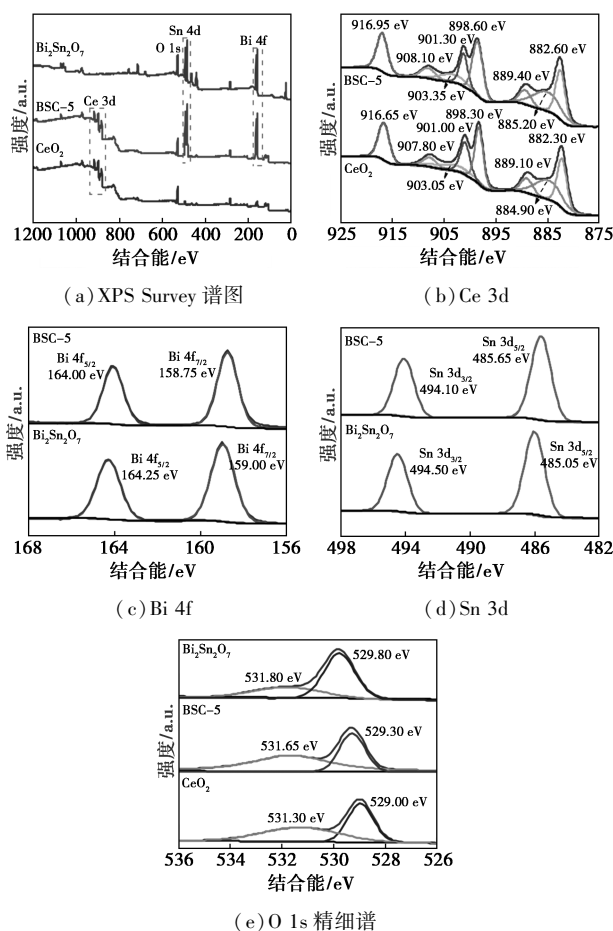 Bi₂Sn₂O₇
O 1s
Sn 4d
Bi 4f
BSC-5
Ce 3d
CeO₂
强度/a.u.
1200 1000 800 600 400 200 0
结合能/eV
(a)XPS Survey 谱图
916.95 eV
898.60 eV
901.30 eV
908.10 eV
882.60 eV
889.40 eV
BSC-5
903.35 eV
885.20 eV
916.65 eV
898.30 eV
901.00 eV
907.80 eV
882.30 eV
889.10 eV
CeO₂
903.05 eV
884.90 eV
强度/a.u.
925 915 905 895 885 875
结合能/eV
(b)Ce 3d
BSC-5
Bi 4f₅/₂
164.00 eV
Bi 4f₇/₂
158.75 eV
Bi₂Sn₂O₇
Bi 4f₅/₂
164.25 eV
Bi 4f₇/₂
159.00 eV
强度/a.u.
168 164 160 156
结合能/eV
(c)Bi 4f
BSC-5
Sn 3d₃/₂
494.10 eV
Sn 3d₅/₂
485.65 eV
Bi₂Sn₂O₇
Sn 3d₃/₂
494.50 eV
Sn 3d₅/₂
485.05 eV
强度/a.u.
498 494 490 486 482
结合能/eV
(d)Sn 3d
Bi₂Sn₂O₇
529.80 eV
531.80 eV
BSC-5
529.30 eV
531.65 eV
CeO₂
529.00 eV
531.30 eV
强度/a.u.
536 534 532 530 528 526
结合能/eV
(e)O 1s 精细谱